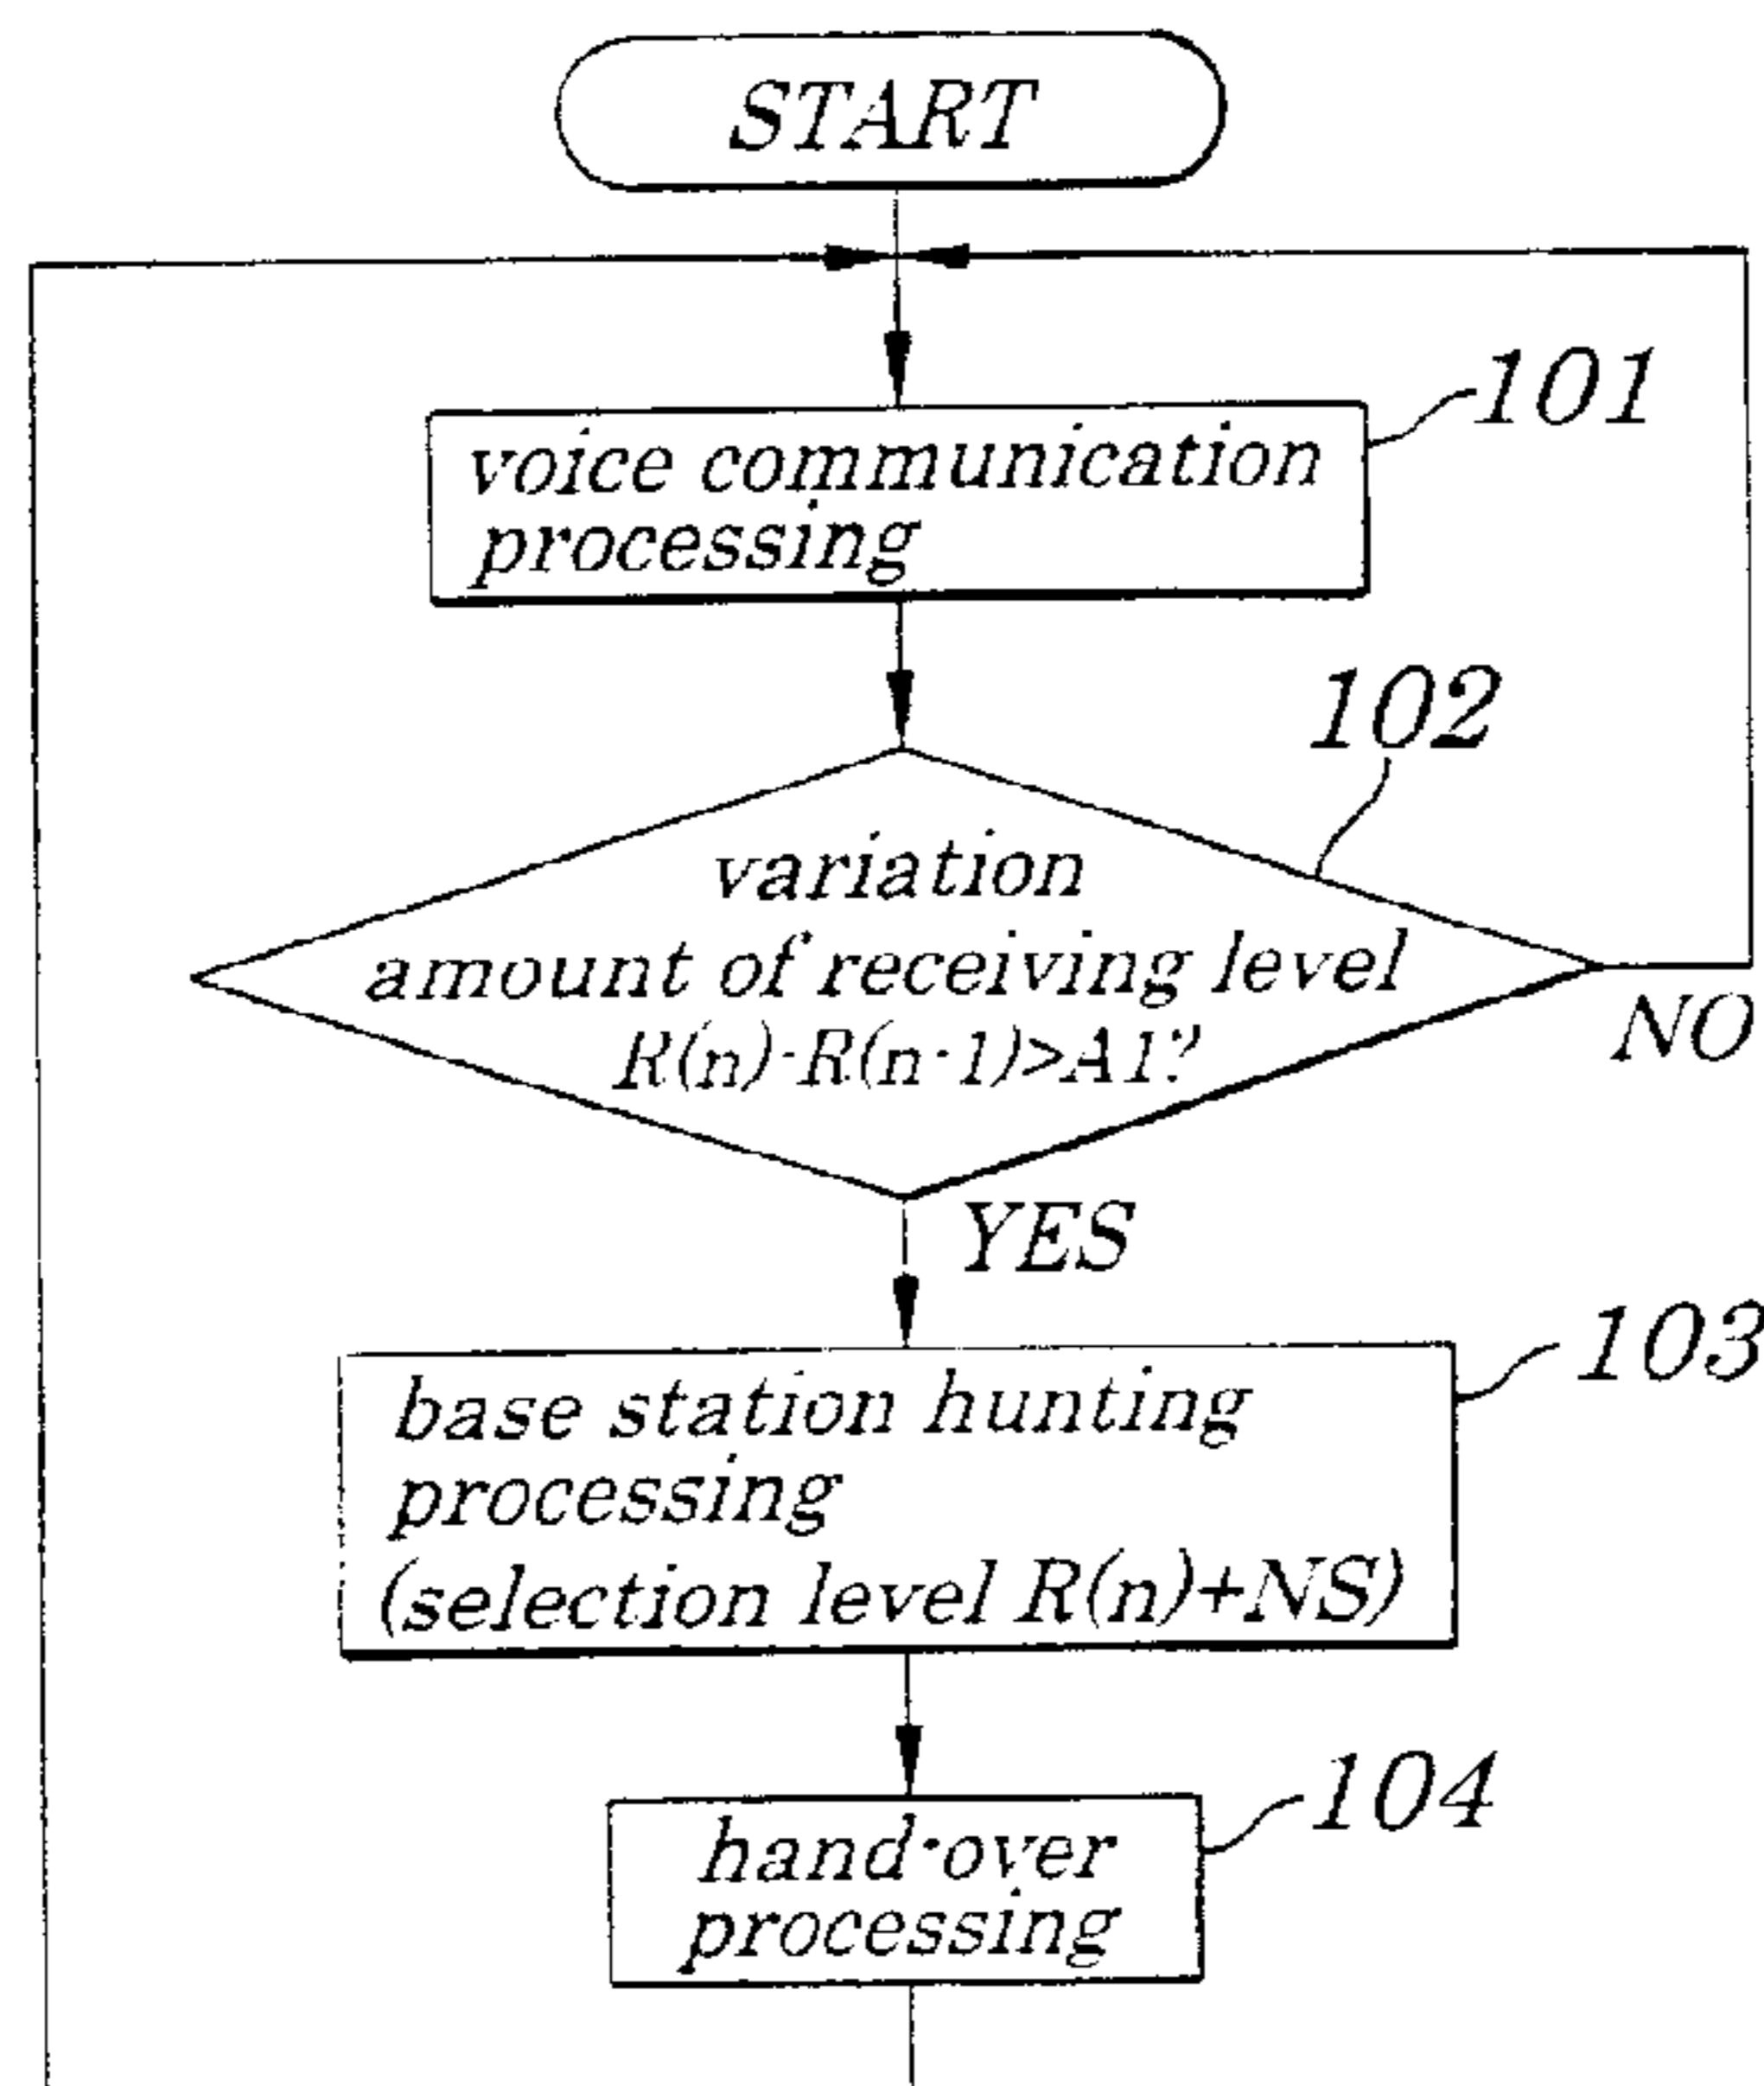 START
101
voice communication
processing
102
variation
amount of receiving level
R(n)-R(n-1)>A1?
NO
YES
103
base station hunting
processing
(selection level R(n)+NS)
104
hand-over
processing